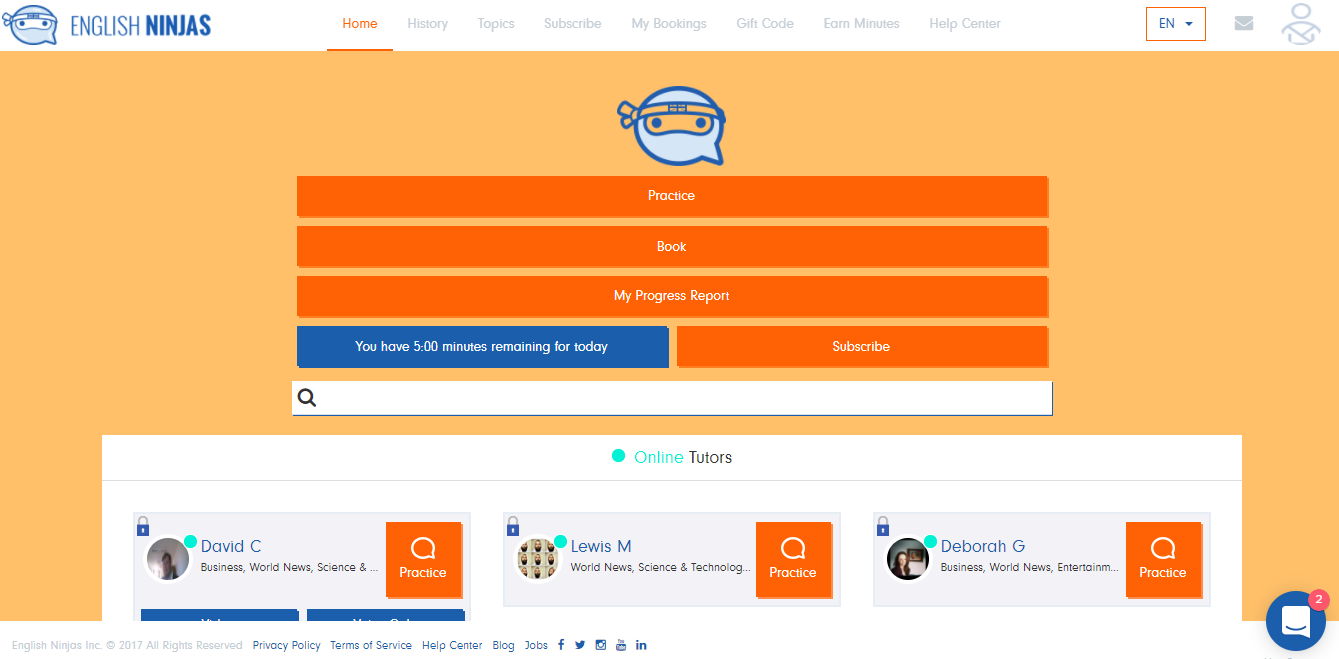 ENGLISH NINJAS
Home History Topics Subscribe My Bookings Gift Code Earn Minutes Help Center
EN
Practice
Book
My Progress Report
You have 5:00 minutes remaining for today
Subscribe
Online Tutors
David C
Business, World News, Science & ...
Practice
Lewis M
World News, Science & Technolog...
Practice
Deborah G
Business, World News, Entertainm...
Practice
2
English Ninjas Inc. © 2017 All Rights Reserved Privacy Policy Terms of Service Help Center Blog Jobs